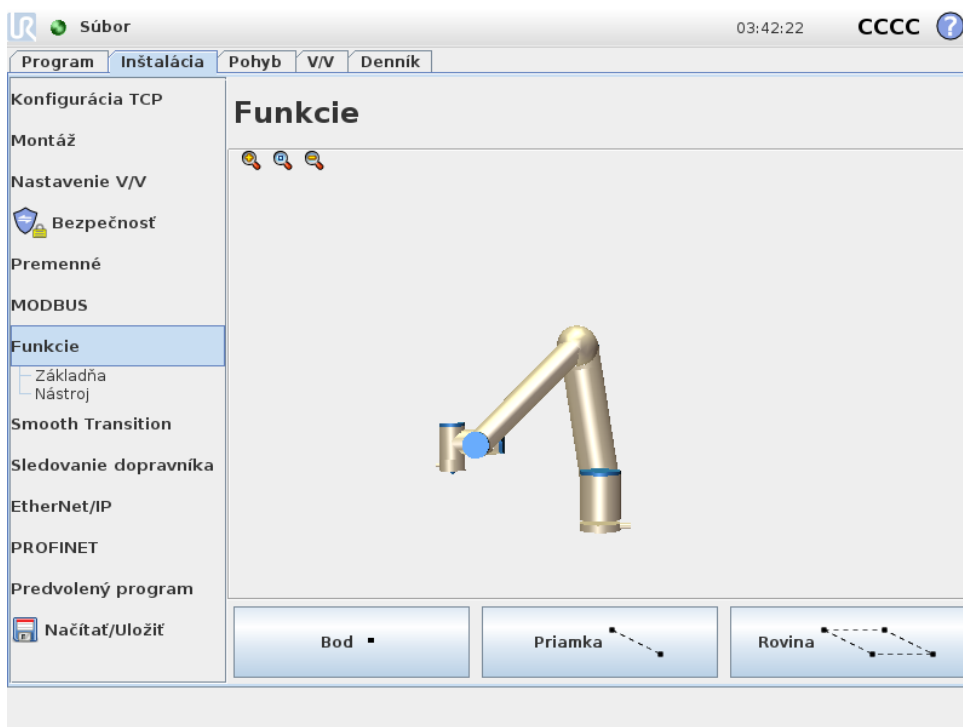 UR
Súbor
03:42:22
CCCC
?
Program
Inštalácia
Pohyb
V/V
Denník
Konfigurácia TCP
Montáž
Nastavenie V/V
Bezpečnosť
Premenné
MODBUS
Funkcie
Základňa
Nástroj
Smooth Transition
Sledovanie dopravníka
EtherNet/IP
PROFINET
Predvolený program
Načítať/Uložiť
Funkcie
Bod
Priamka
Rovina